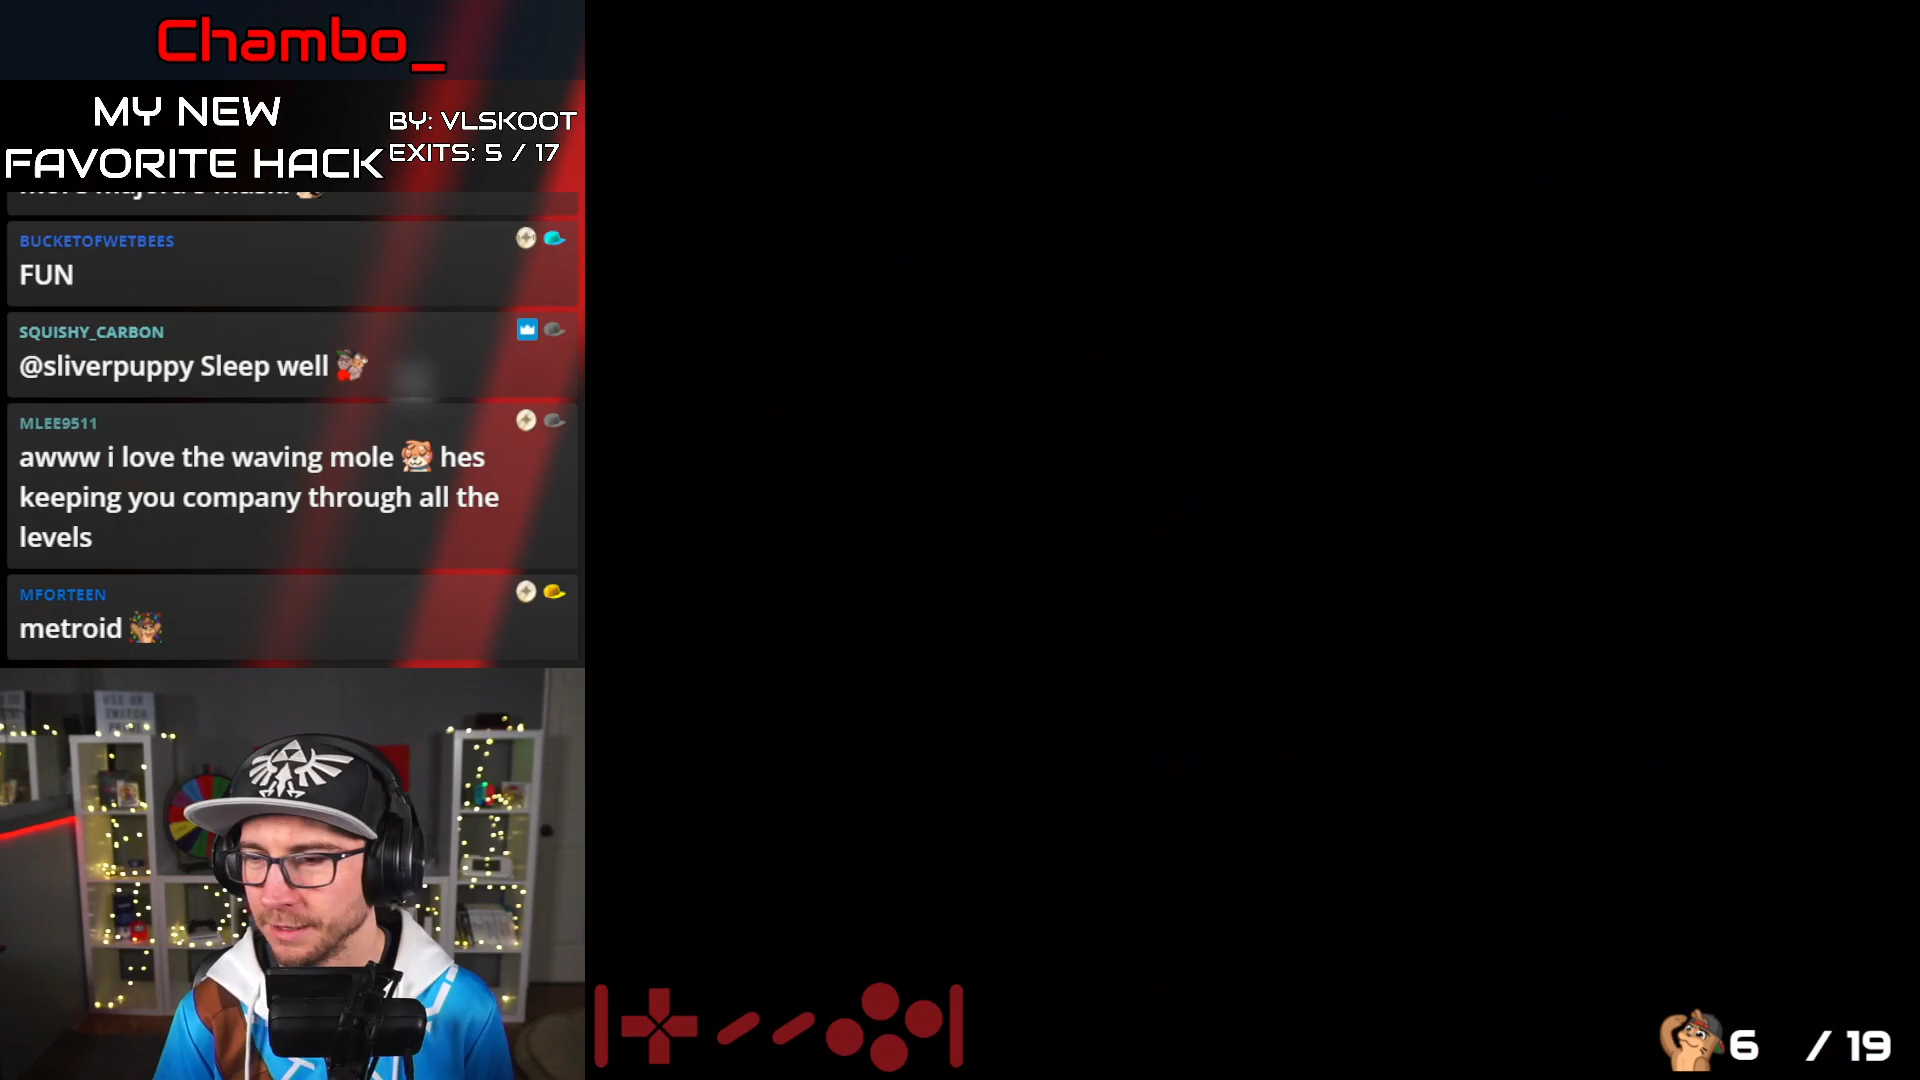 Chambo_
MY NEW
FAVORITE HACK
BY: VLSKOOT
EXITS: 5 / 17
BUCKETOFWETBEES
FUN
SQUISHY_CARBON
@sliverpuppy Sleep well
MLEE9511
awww i love the waving mole hes
keeping you company through all the
levels
MFORTEEN
metroid
6 / 19